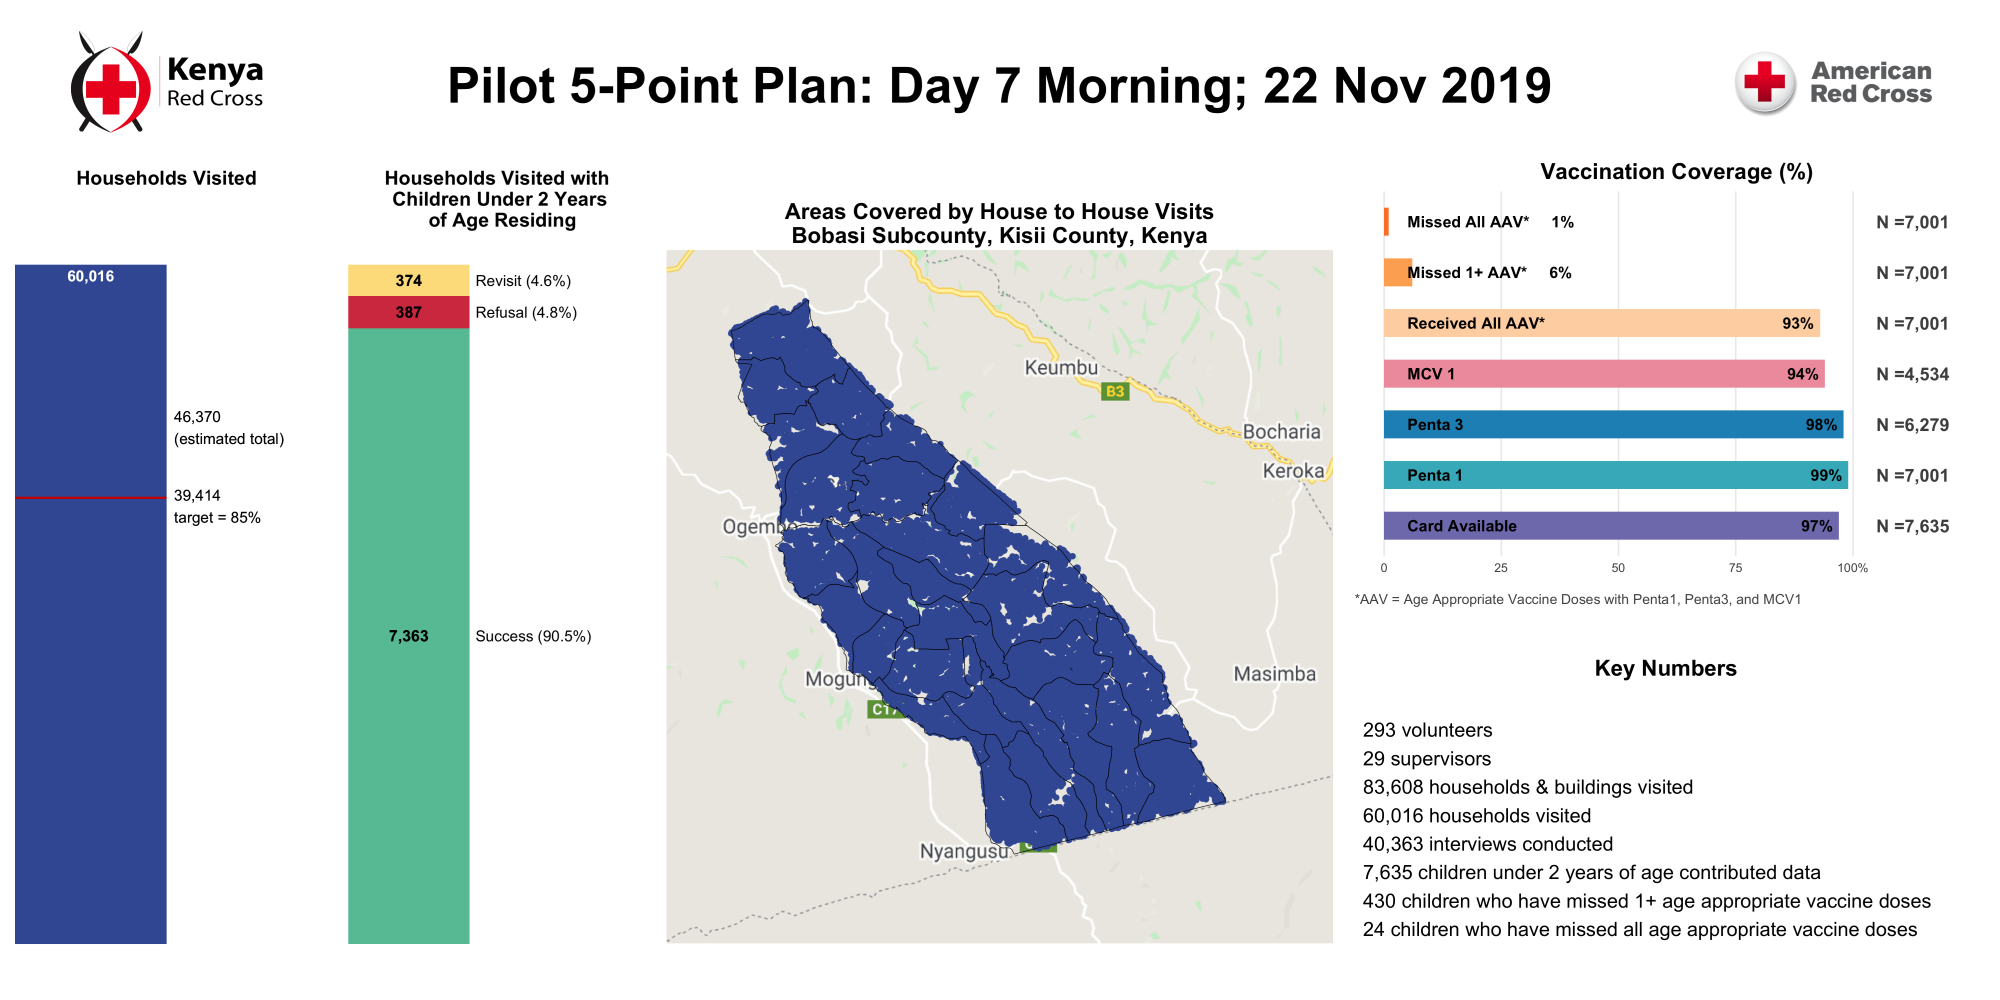 Kenya
Red Cross
Pilot 5-Point Plan: Day 7 Morning; 22 Nov 2019
American
Red Cross
Households Visited
60,016
46,370
(estimated total)
39,414
target = 85%
Households Visited with
Children Under 2 Years
of Age Residing
374
Revisit (4.6%)
387
Refusal (4.8%)
7,363
Success (90.5%)
Areas Covered by House to House Visits
Bobasi Subcounty, Kisii County, Kenya
Keumbu
B3
Bocharia
Keroka
Masimba
Nyangusu
Vaccination Coverage (%)
Missed All AAV* 1% N =7,001
Missed 1+ AAV* 6% N =7,001
Received All AAV* 93% N =7,001
MCV 1 94% N =4,534
Penta 3 98% N =6,279
Penta 1 99% N =7,001
Card Available 97% N =7,635
0 25 50 75 100%
*AAV = Age Appropriate Vaccine Doses with Penta1, Penta3, and MCV1
Key Numbers
293 volunteers
29 supervisors
83,608 households & buildings visited
60,016 households visited
40,363 interviews conducted
7,635 children under 2 years of age contributed data
430 children who have missed 1+ age appropriate vaccine doses
24 children who have missed all age appropriate vaccine doses